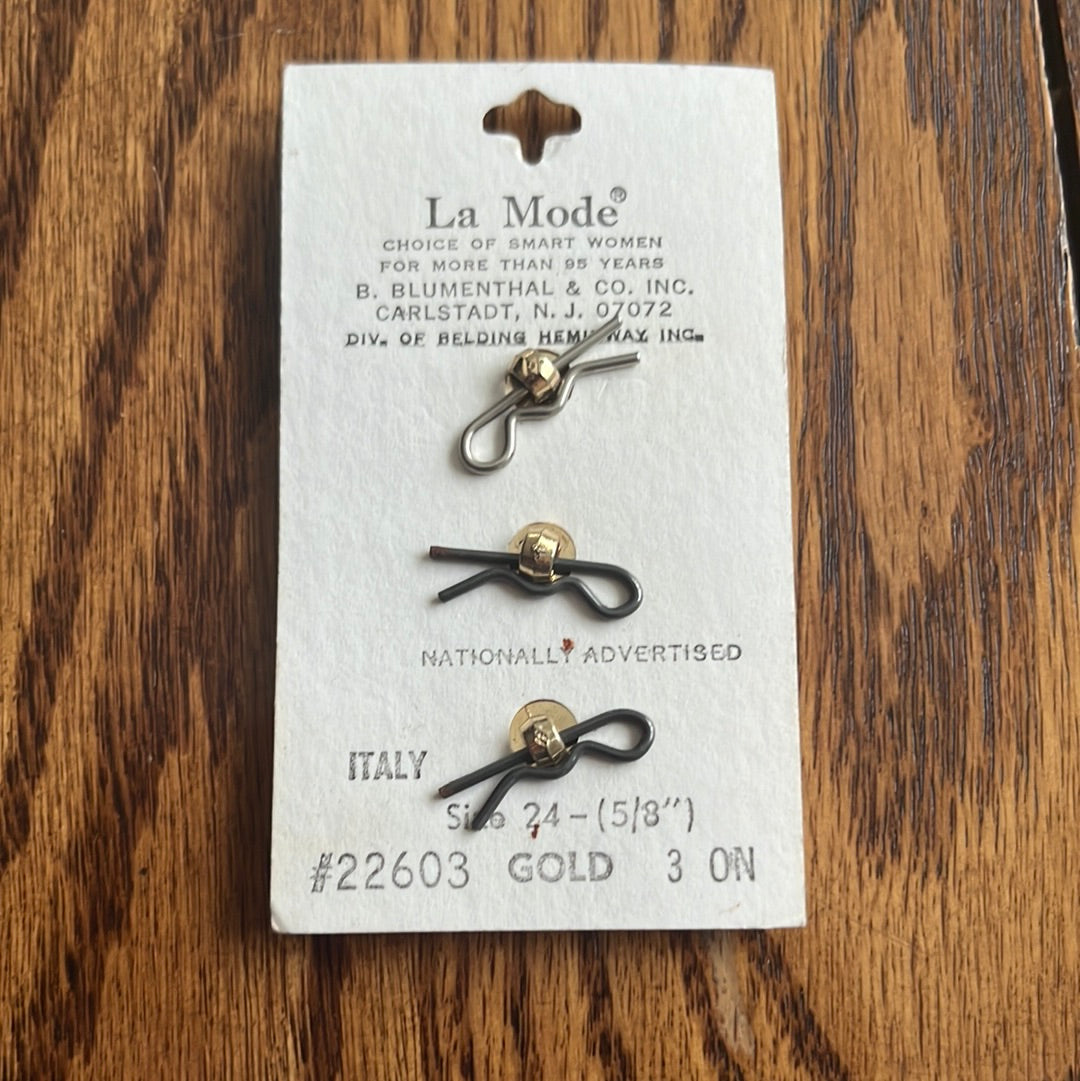 La Mode®
CHOICE OF SMART WOMEN
FOR MORE THAN 95 YEARS
B. BLUMENTHAL & CO. INC.
CARLSTADT, N. J. 07072
DIV. OF BELDING HEMINWAY, INC.
NATIONALLY ADVERTISED
ITALY
Size 24 – (5/8")
#22603 GOLD 3 ON